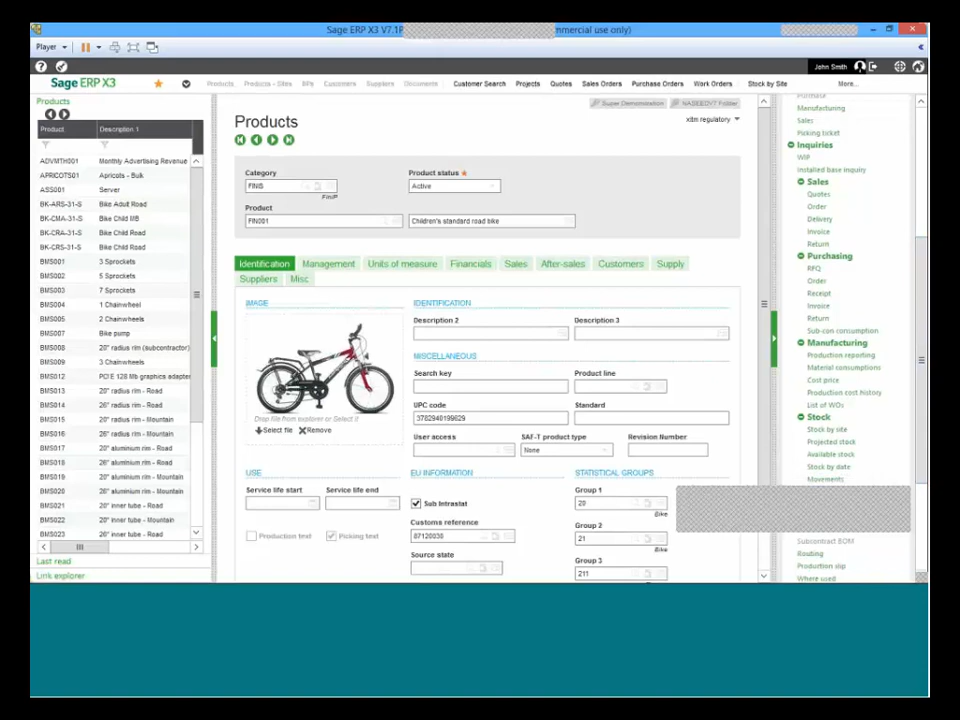 Sage ERP X3 V7.1P
mmercial use only)
Player
John Smith
Sage ERP X3
Products Products - Sites Customers Suppliers Documents Customer Search Projects Quotes Sales Orders Purchase Orders Work Orders Stock by Site More...
Products
Product Description 1
ADVMTH001 Monthly Advertising Revenue
APRICOTS01 Apricots - Bulk
ASS001 Server
BK-ARS-31-S Bike Adult Road
BK-CMA-31-S Bike Child MB
BK-CRA-31-S Bike Child Road
BK-CRS-31-S Bike Child Road
BMS001 3 Sprockets
BMS002 5 Sprockets
BMS003 7 Sprockets
BMS004 1 Chainwheel
BMS005 2 Chainwheels
BMS007 Bike pump
BMS008 20" radius rim (subcontractor)
BMS009 3 Chainwheels
BMS012 PCI'E 128 Mb graphics adapter
BMS013 20" radius rim - Road
BMS014 26" radius rim - Road
BMS015 20" radius rim - Mountain
BMS016 26" radius rim - Mountain
BMS017 20" aluminium rim - Road
BMS018 26" aluminium rim - Road
BMS019 20" aluminium rim - Mountain
BMS020 26" aluminium rim - Mountain
BMS021 20" inner tube - Road
BMS022 20" inner tube - Mountain
BMS023 26" inner tube - Road
Last read
Link explorer
Super Demonstration NASEEDV7 Folder
Products
xtm regulatory
Category
FINIS
FiniP
Product status *
Active
Product
FIN001 Children's standard road bike
Identification Management Units of measure Financials Sales After-sales Customers Supply
Suppliers Misc
IMAGE
Drop file from explorer or Select it
Select file Remove
IDENTIFICATION
Description 2 Description 3
MISCELLANEOUS
Search key Product line
UPC code Standard
3782940199629
User access SAF-T product type Revision Number
None
USE
Service life start Service life end
Production text Picking text
EU INFORMATION
Sub Intrastat
Customs reference
87120030
Source state
STATISTICAL GROUPS
Group 1
20
Bike
Group 2
21
Bike
Group 3
211
Purchase
Manufacturing
Sales
Picking ticket
Inquiries
WIP
Installed base inquiry
Sales
Quotes
Order
Delivery
Invoice
Return
Purchasing
RFQ
Order
Receipt
Invoice
Return
Sub-con consumption
Manufacturing
Production reporting
Material consumptions
Cost price
Production cost history
List of WOs
Stock
Stock by site
Projected stock
Available stock
Stock by date
Movements
Subcontract BOM
Routing
Production slip
Where used